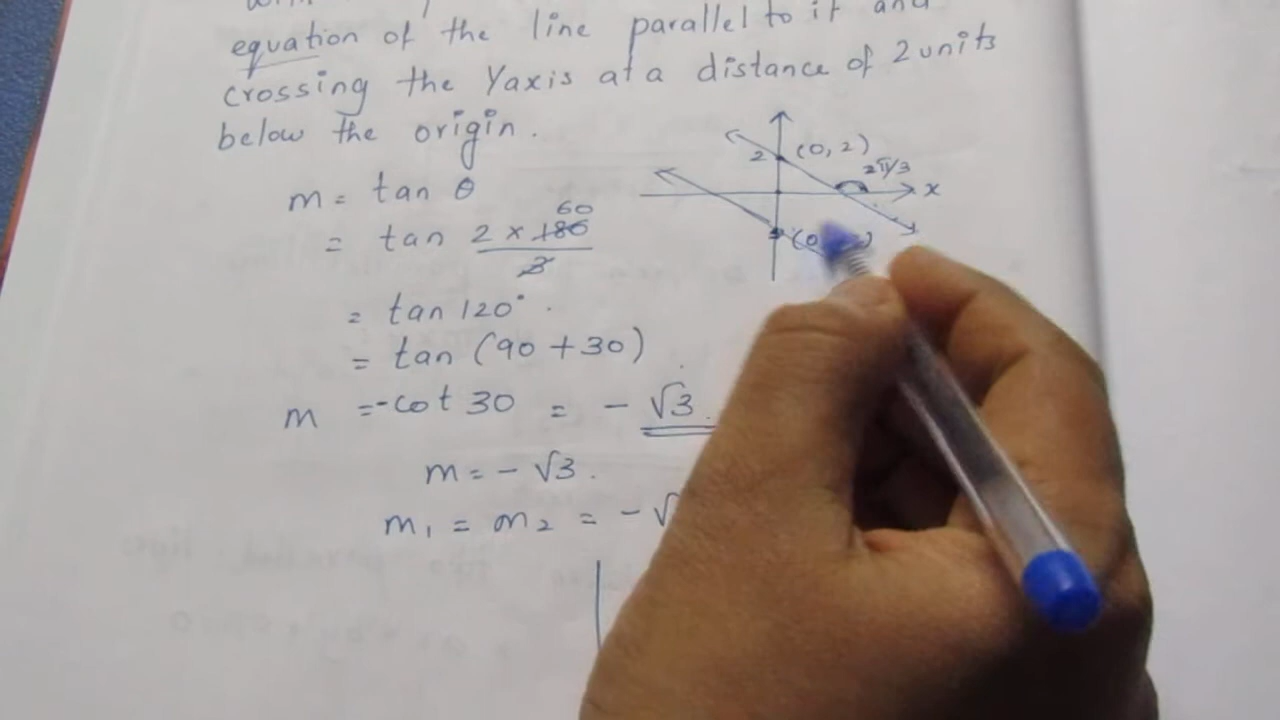 equation of the line parallel to it and
crossing the Yaxis at a distance of 2 units
below the origin.
2 (0, 2)
2π/3
x
(0
m = tan θ
60
= tan 2 × 180
3
= tan 120°.
= tan (90 + 30)
m = -cot 30 = - √3.
m = - √3.
m₁ = m₂ = - √